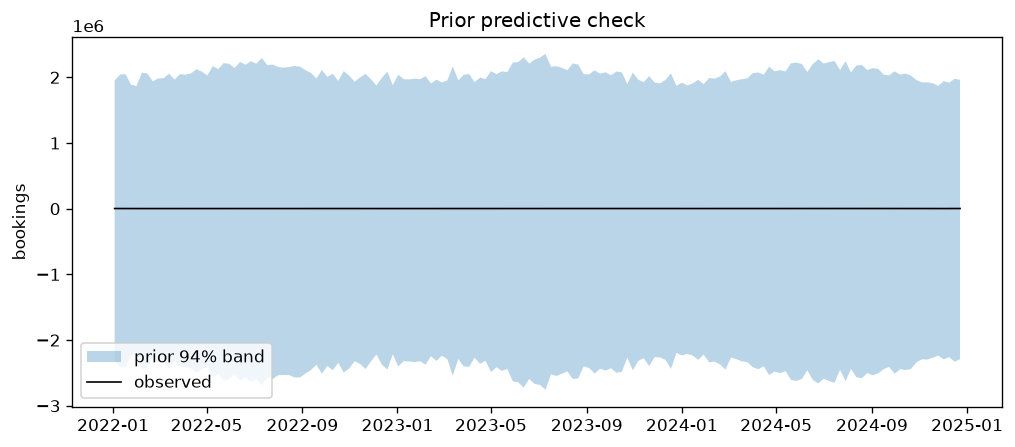 Prior predictive check
1e6
2
1
0
−1
−2
−3
bookings
prior 94% band
observed
2022-01 2022-05 2022-09 2023-01 2023-05 2023-09 2024-01 2024-05 2024-09 2025-01